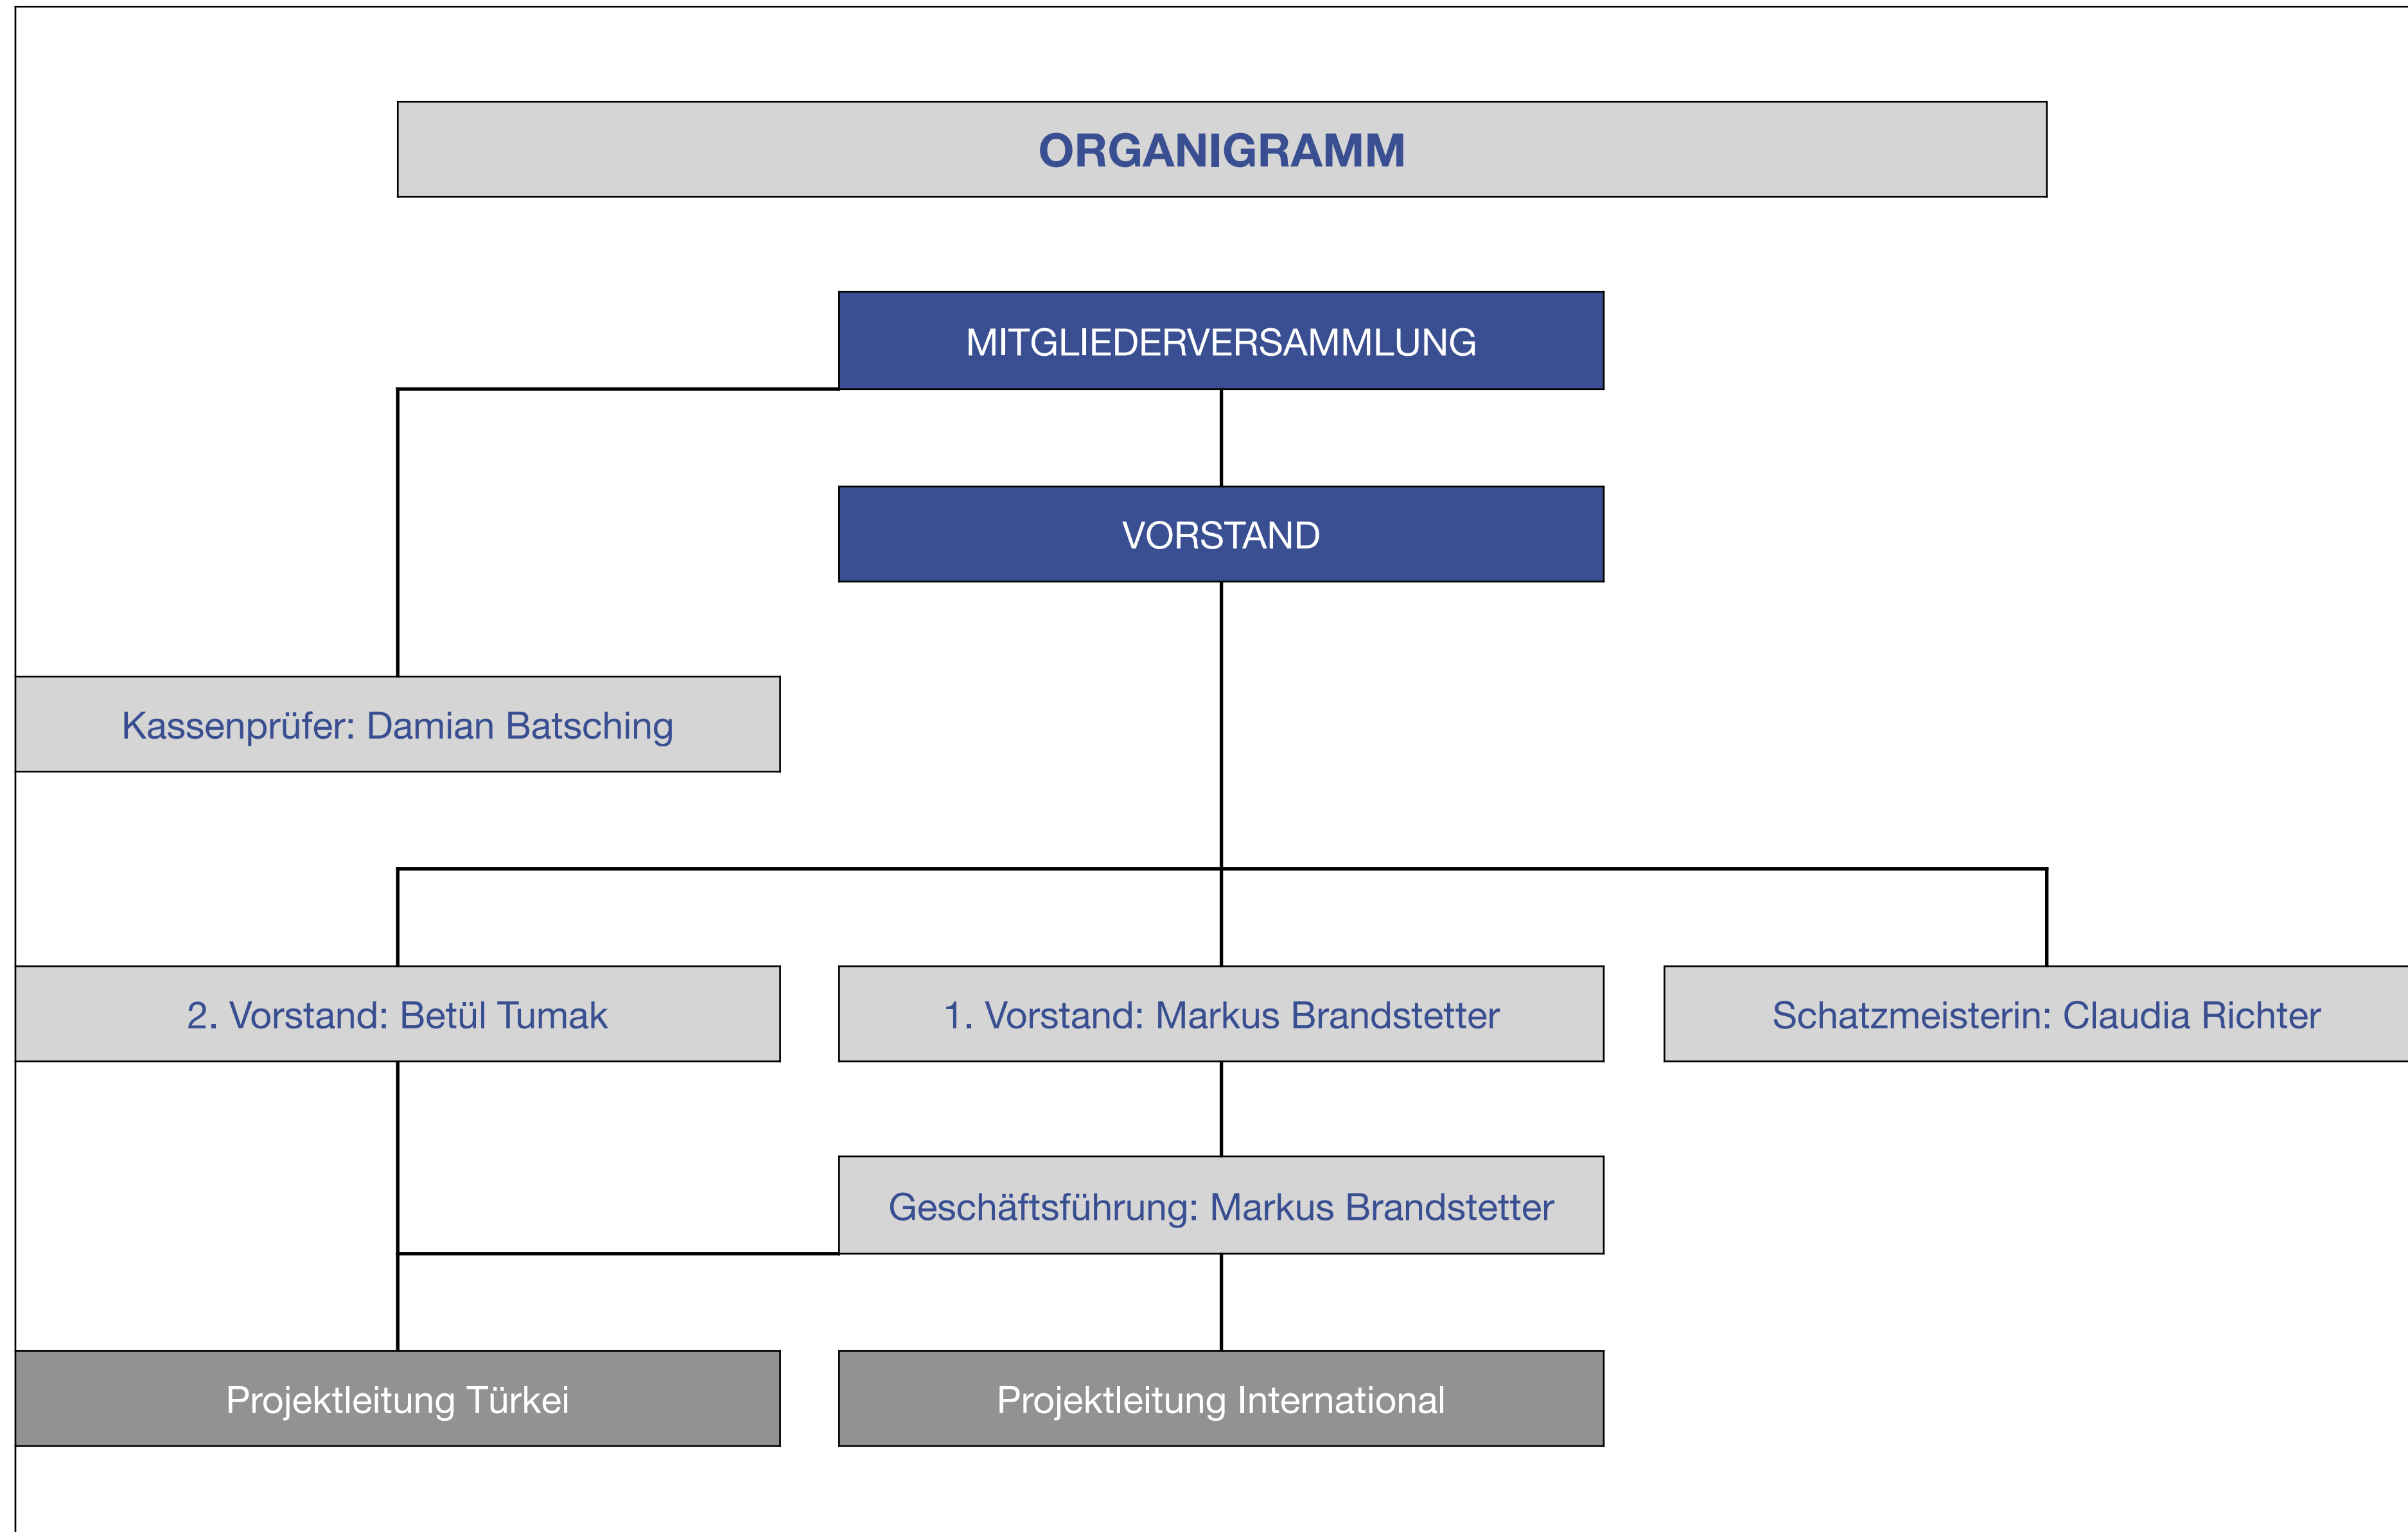 ORGANIGRAMM
MITGLIEDERVERSAMMLUNG
VORSTAND
Kassenprüfer: Damian Batsching
2. Vorstand: Betül Tumak
1. Vorstand: Markus Brandstetter
Schatzmeisterin: Claudia Richter
Geschäftsführung: Markus Brandstetter
Projektleitung Türkei
Projektleitung International